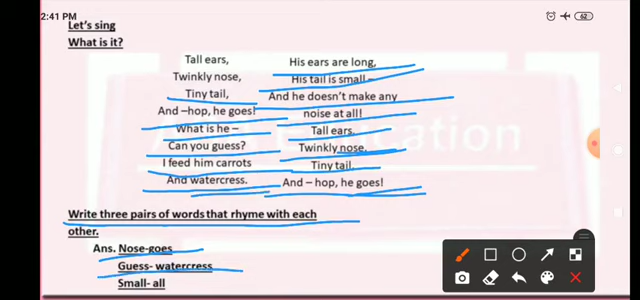 2:41 PM
62
Let's sing
What is it?
Tall ears,
Twinkly nose,
Tiny tail,
And –hop, he goes!
What is he –
Can you guess?
I feed him carrots
And watercress.
His ears are long,
His tail is small –
And he doesn't make any
noise at all!
Tall ears,
Twinkly nose,
Tiny tail,
And – hop, he goes!
Write three pairs of words that rhyme with each
other.
Ans. Nose-goes
Guess- watercress
Small- all